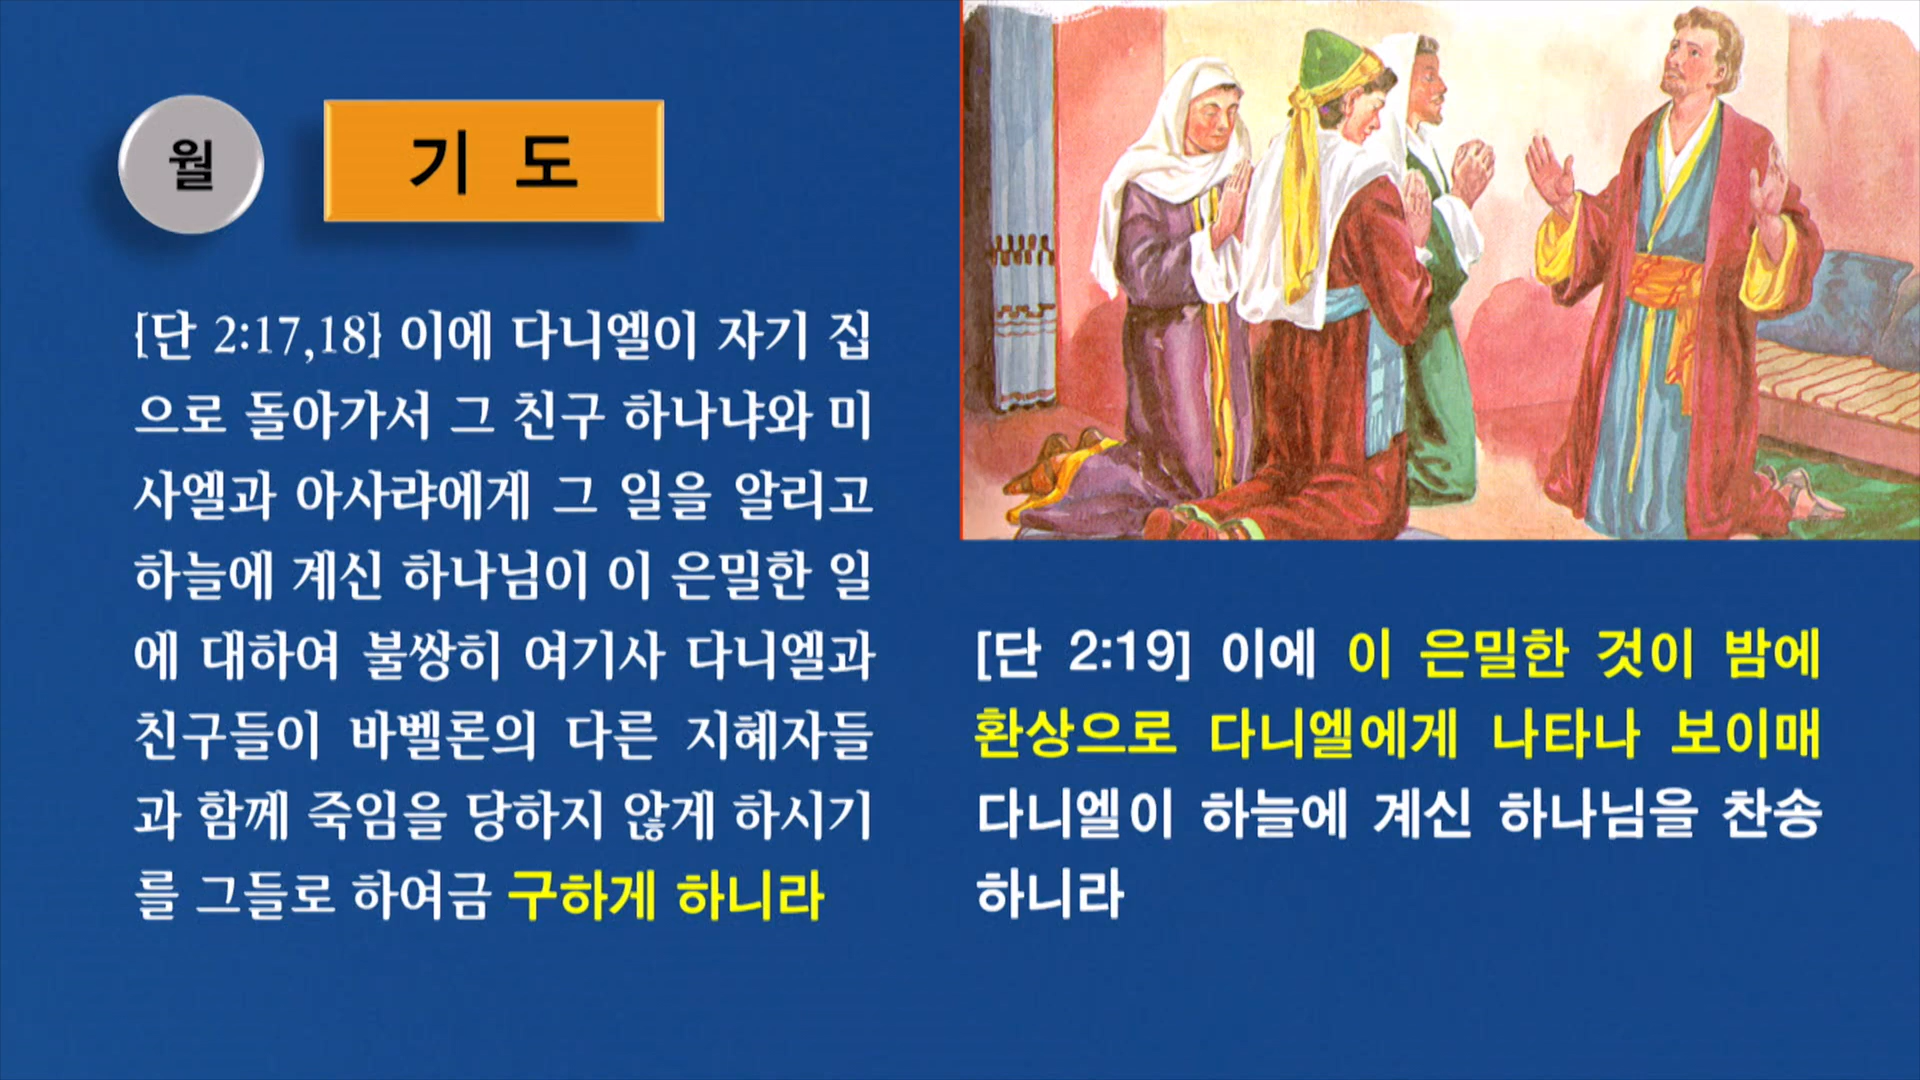 월
기 도
{단 2:17,18} 이에 다니엘이 자기 집
으로 돌아가서 그 친구 하나냐와 미
사엘과 아사랴에게 그 일을 알리고
하늘에 계신 하나님이 이 은밀한 일
에 대하여 불쌍히 여기사 다니엘과
친구들이 바벨론의 다른 지혜자들
과 함께 죽임을 당하지 않게 하시기
를 그들로 하여금 구하게 하니라
[단 2:19] 이에 이 은밀한 것이 밤에
환상으로 다니엘에게 나타나 보이매
다니엘이 하늘에 계신 하나님을 찬송
하니라